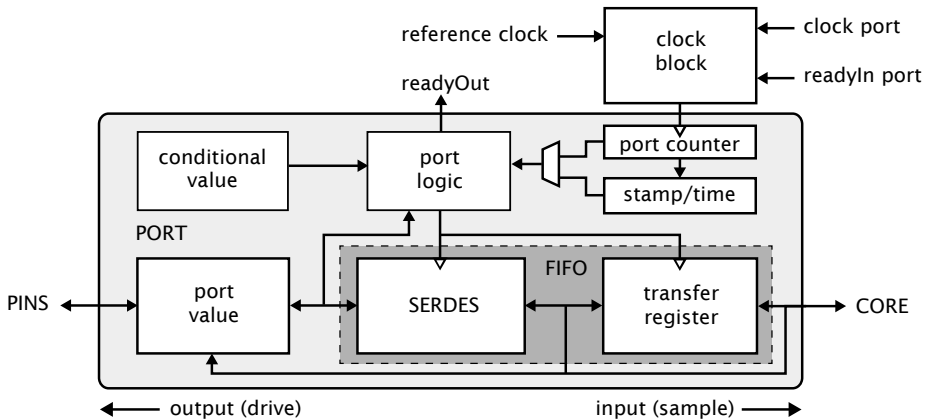 reference clock
clock
block
clock port
readyIn port
readyOut
conditional
value
port
logic
port counter
stamp/time
PORT
FIFO
PINS
port
value
SERDES
transfer
register
CORE
output (drive)
input (sample)